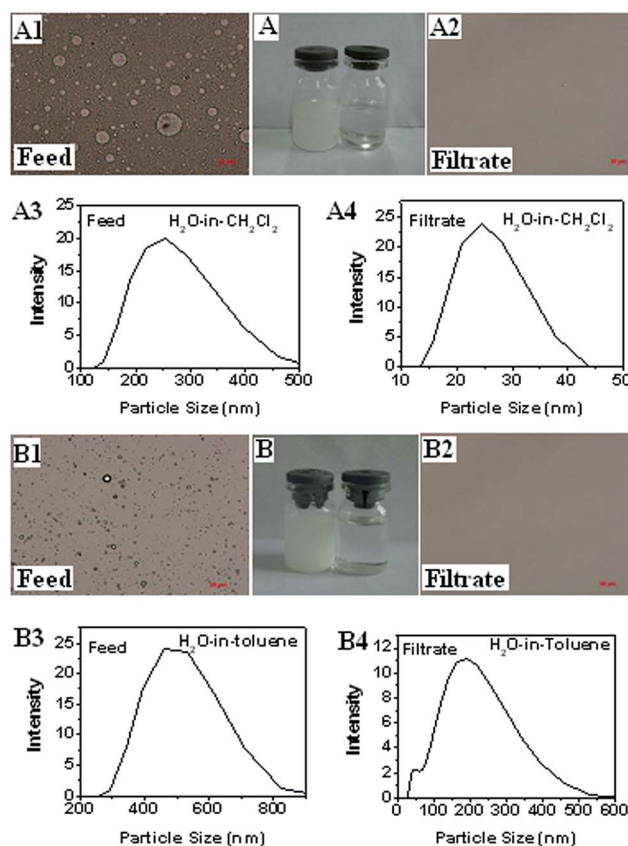 A1
Feed
A
A2
Filtrate
A3
Feed
H₂O-in-CH₂Cl₂
25
20
15
10
5
0
Intensity
100 200 300 400 500
Particle Size (nm)
A4
Filtrate
H₂O-in-CH₂Cl₂
25
20
15
10
5
0
Intensity
10 20 30 40 50
Particle Size (nm)
B1
Feed
B
B2
Filtrate
B3
Feed
H₂O-in-toluene
25
20
15
10
5
0
Intensity
200 400 600 800
Particle Size (nm)
B4
Filtrate
H₂O-in-Toluene
12
10
8
6
4
2
0
Intensity
0 100 200 300 400 500 600
Particle Size (nm)